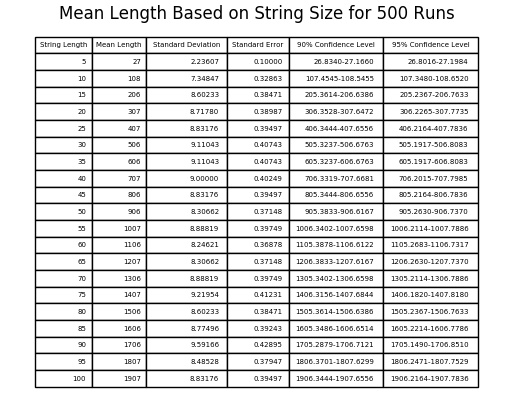 Mean Length Based on String Size for 500 Runs
String Length Mean Length Standard Deviation Standard Error 90% Confidence Level 95% Confidence Level
5 27 2.23607 0.10000 26.8340-27.1660 26.8016-27.1984
10 108 7.34847 0.32863 107.4545-108.5455 107.3480-108.6520
15 206 8.60233 0.38471 205.3614-206.6386 205.2367-206.7633
20 307 8.71780 0.38987 306.3528-307.6472 306.2265-307.7735
25 407 8.83176 0.39497 406.3444-407.6556 406.2164-407.7836
30 506 9.11043 0.40743 505.3237-506.6763 505.1917-506.8083
35 606 9.11043 0.40743 605.3237-606.6763 605.1917-606.8083
40 707 9.00000 0.40249 706.3319-707.6681 706.2015-707.7985
45 806 8.83176 0.39497 805.3444-806.6556 805.2164-806.7836
50 906 8.30662 0.37148 905.3833-906.6167 905.2630-906.7370
55 1007 8.88819 0.39749 1006.3402-1007.6598 1006.2114-1007.7886
60 1106 8.24621 0.36878 1105.3878-1106.6122 1105.2683-1106.7317
65 1207 8.30662 0.37148 1206.3833-1207.6167 1206.2630-1207.7370
70 1306 8.88819 0.39749 1305.3402-1306.6598 1305.2114-1306.7886
75 1407 9.21954 0.41231 1406.3156-1407.6844 1406.1820-1407.8180
80 1506 8.60233 0.38471 1505.3614-1506.6386 1505.2367-1506.7633
85 1606 8.77496 0.39243 1605.3486-1606.6514 1605.2214-1606.7786
90 1706 9.59166 0.42895 1705.2879-1706.7121 1705.1490-1706.8510
95 1807 8.48528 0.37947 1806.3701-1807.6299 1806.2471-1807.7529
100 1907 8.83176 0.39497 1906.3444-1907.6556 1906.2164-1907.7836